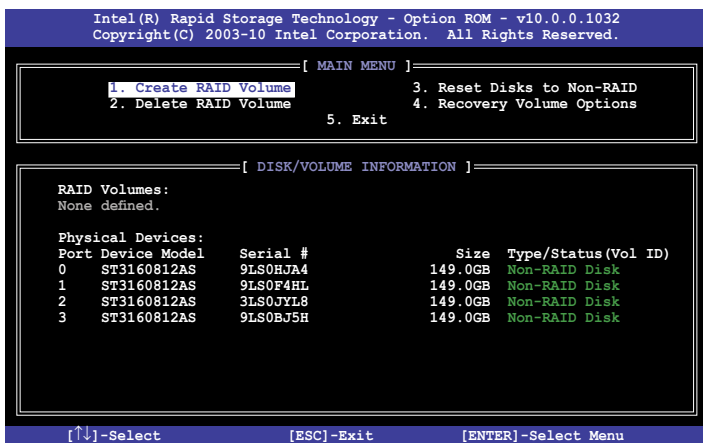 Intel(R) Rapid Storage Technology - Option ROM - v10.0.0.1032
Copyright(C) 2003-10 Intel Corporation. All Rights Reserved.
[ MAIN MENU ]
1. Create RAID Volume 3. Reset Disks to Non-RAID
2. Delete RAID Volume 4. Recovery Volume Options
5. Exit
[ DISK/VOLUME INFORMATION ]
RAID Volumes:
None defined.
Physical Devices:
Port Device Model Serial # Size Type/Status(Vol ID)
0 ST3160812AS 9LS0HJA4 149.0GB Non-RAID Disk
1 ST3160812AS 9LS0F4HL 149.0GB Non-RAID Disk
2 ST3160812AS 3LS0JYL8 149.0GB Non-RAID Disk
3 ST3160812AS 9LS0BJ5H 149.0GB Non-RAID Disk
[↑↓]-Select [ESC]-Exit [ENTER]-Select Menu